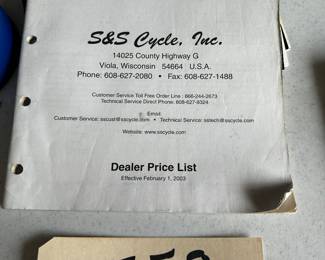 S&S Cycle, Inc.
14025 County Highway G
Viola, Wisconsin 54664 U.S.A.
Phone: 608-627-2080 • Fax: 608-627-1488
Customer Service Toll Free Order Line: 866-244-2673
Technical Service Direct Phone: 608-627-8324
Email:
Customer Service: sscust@sscycle.com • Technical Service: sstech@sscycle.com
Website: www.sscycle.com
Dealer Price List
Effective February 1, 2003